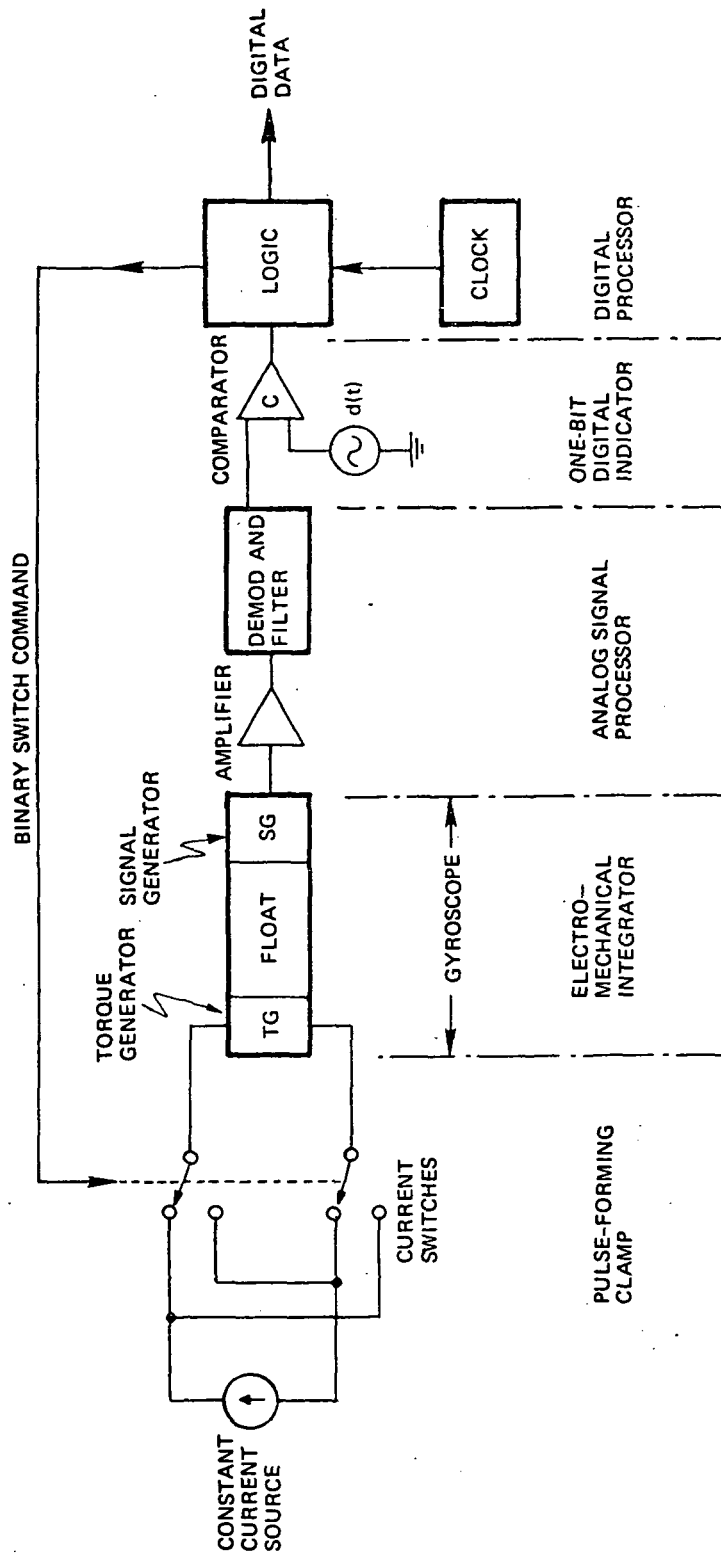 BINARY SWITCH COMMAND
CONSTANT
CURRENT
SOURCE
CURRENT
SWITCHES
TORQUE
GENERATOR
SIGNAL
GENERATOR
TG
FLOAT
SG
AMPLIFIER
DEMOD AND
FILTER
COMPARATOR
C
d(t)
LOGIC
CLOCK
DIGITAL
DATA
GYROSCOPE
PULSE-FORMING
CLAMP
ELECTRO-
MECHANICAL
INTEGRATOR
ANALOG SIGNAL
PROCESSOR
ONE-BIT
DIGITAL
INDICATOR
DIGITAL
PROCESSOR